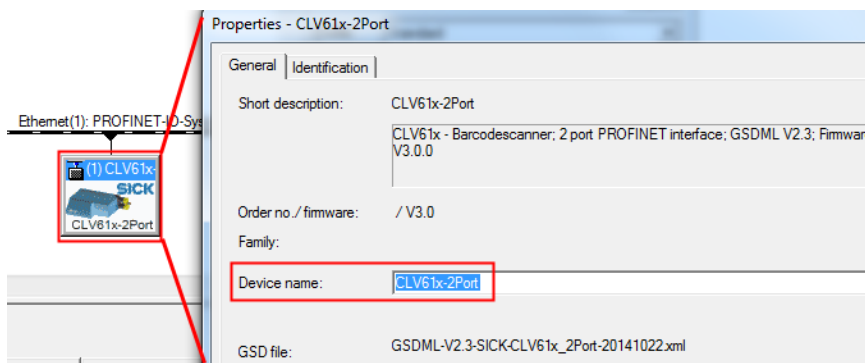 Properties - CLV61x-2Port
General
Identification
Short description:
CLV61x-2Port
CLV61x - Barcodescanner; 2 port PROFINET interface; GSDML V2.3; Firmwar
V3.0.0
Order no./ firmware:
/ V3.0
Family:
Device name:
CLV61x-2Port
GSD file:
GSDML-V2.3-SICK-CLV61x_2Port-20141022.xml
Ethernet(1): PROFINET-IO-Sys
(1) CLV61x-
SICK
CLV61x-2Port